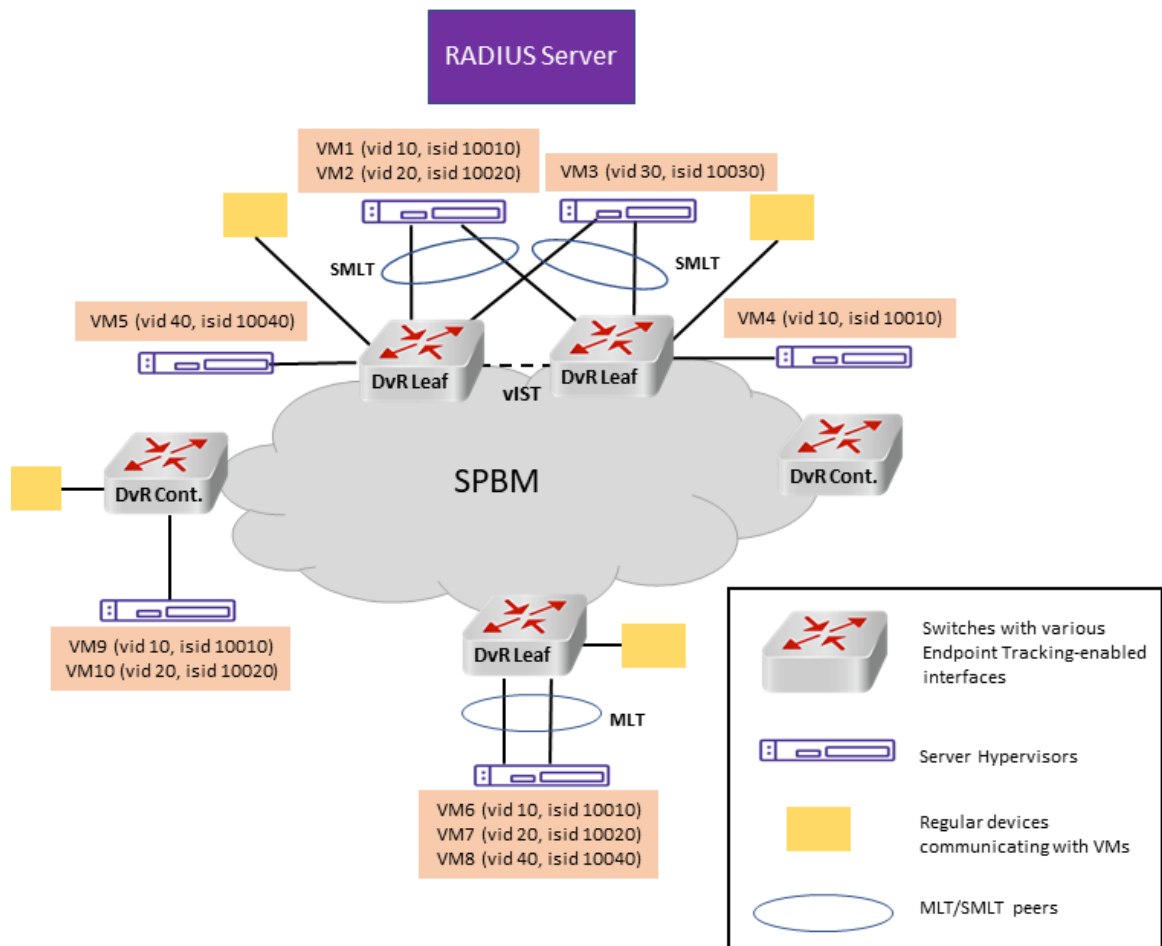 RADIUS Server
VM1 (vid 10, isid 10010)
VM2 (vid 20, isid 10020)
VM3 (vid 30, isid 10030)
SMLT
SMLT
VM5 (vid 40, isid 10040)
VM4 (vid 10, isid 10010)
DvR Leaf
DvR Leaf
vIST
SPBM
DvR Cont.
DvR Cont.
VM9 (vid 10, isid 10010)
VM10 (vid 20, isid 10020)
DvR Leaf
MLT
VM6 (vid 10, isid 10010)
VM7 (vid 20, isid 10020)
VM8 (vid 40, isid 10040)
Switches with various
Endpoint Tracking-enabled
interfaces
Server Hypervisors
Regular devices
communicating with VMs
MLT/SMLT peers